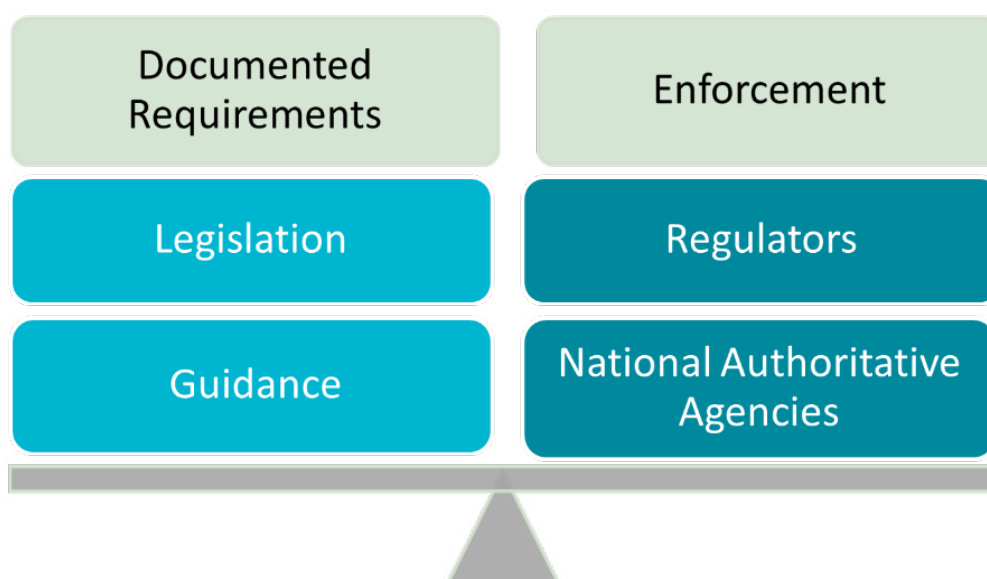 Documented
Requirements
Enforcement
Legislation
Regulators
Guidance
National Authoritative
Agencies